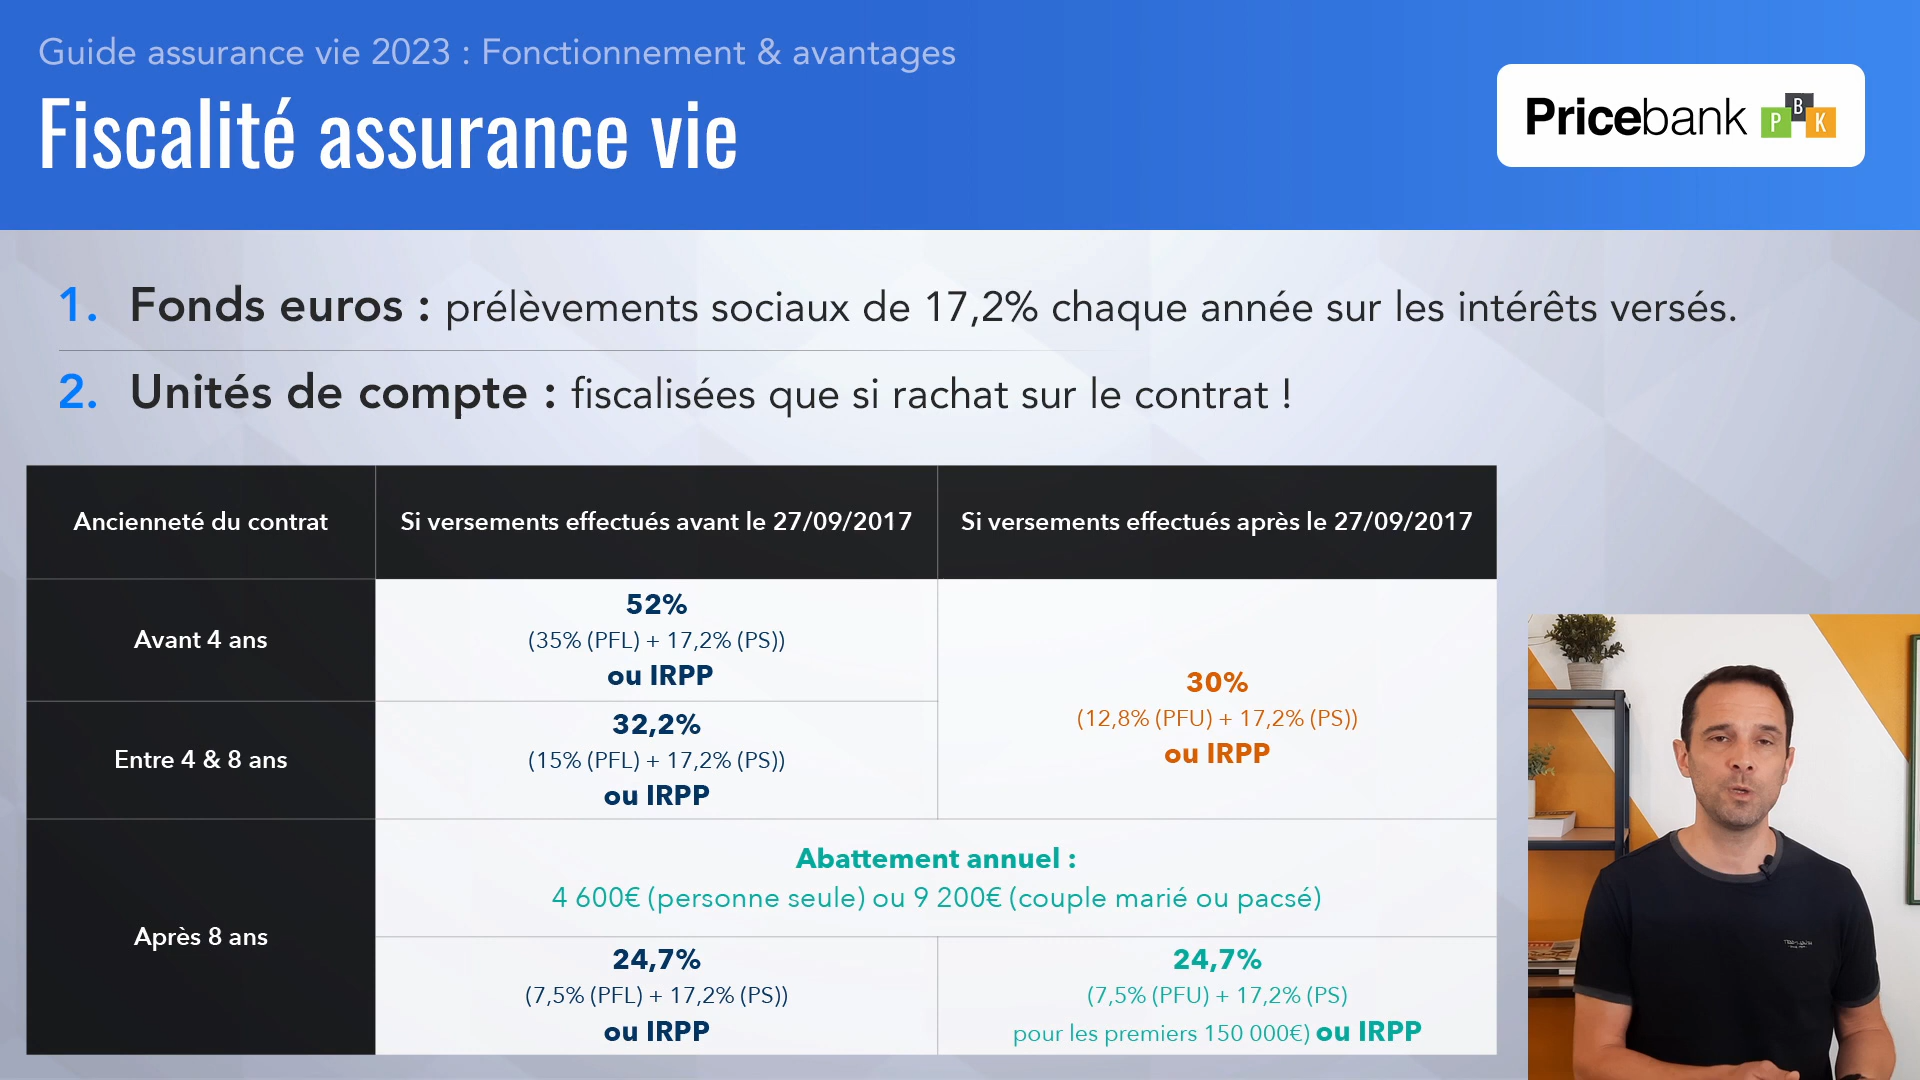 Guide assurance vie 2023 : Fonctionnement & avantages
Fiscalité assurance vie
Pricebank
P B K
1. Fonds euros : prélèvements sociaux de 17,2% chaque année sur les intérêts versés.
2. Unités de compte : fiscalisées que si rachat sur le contrat !
Ancienneté du contrat
Si versements effectués avant le 27/09/2017
Si versements effectués après le 27/09/2017
Avant 4 ans
52%
(35% (PFL) + 17,2% (PS))
ou IRPP
30%
(12,8% (PFU) + 17,2% (PS))
ou IRPP
Entre 4 & 8 ans
32,2%
(15% (PFL) + 17,2% (PS))
ou IRPP
Après 8 ans
Abattement annuel :
4 600€ (personne seule) ou 9 200€ (couple marié ou pacsé)
24,7%
(7,5% (PFL) + 17,2% (PS))
ou IRPP
24,7%
(7,5% (PFU) + 17,2% (PS)
pour les premiers 150 000€) ou IRPP